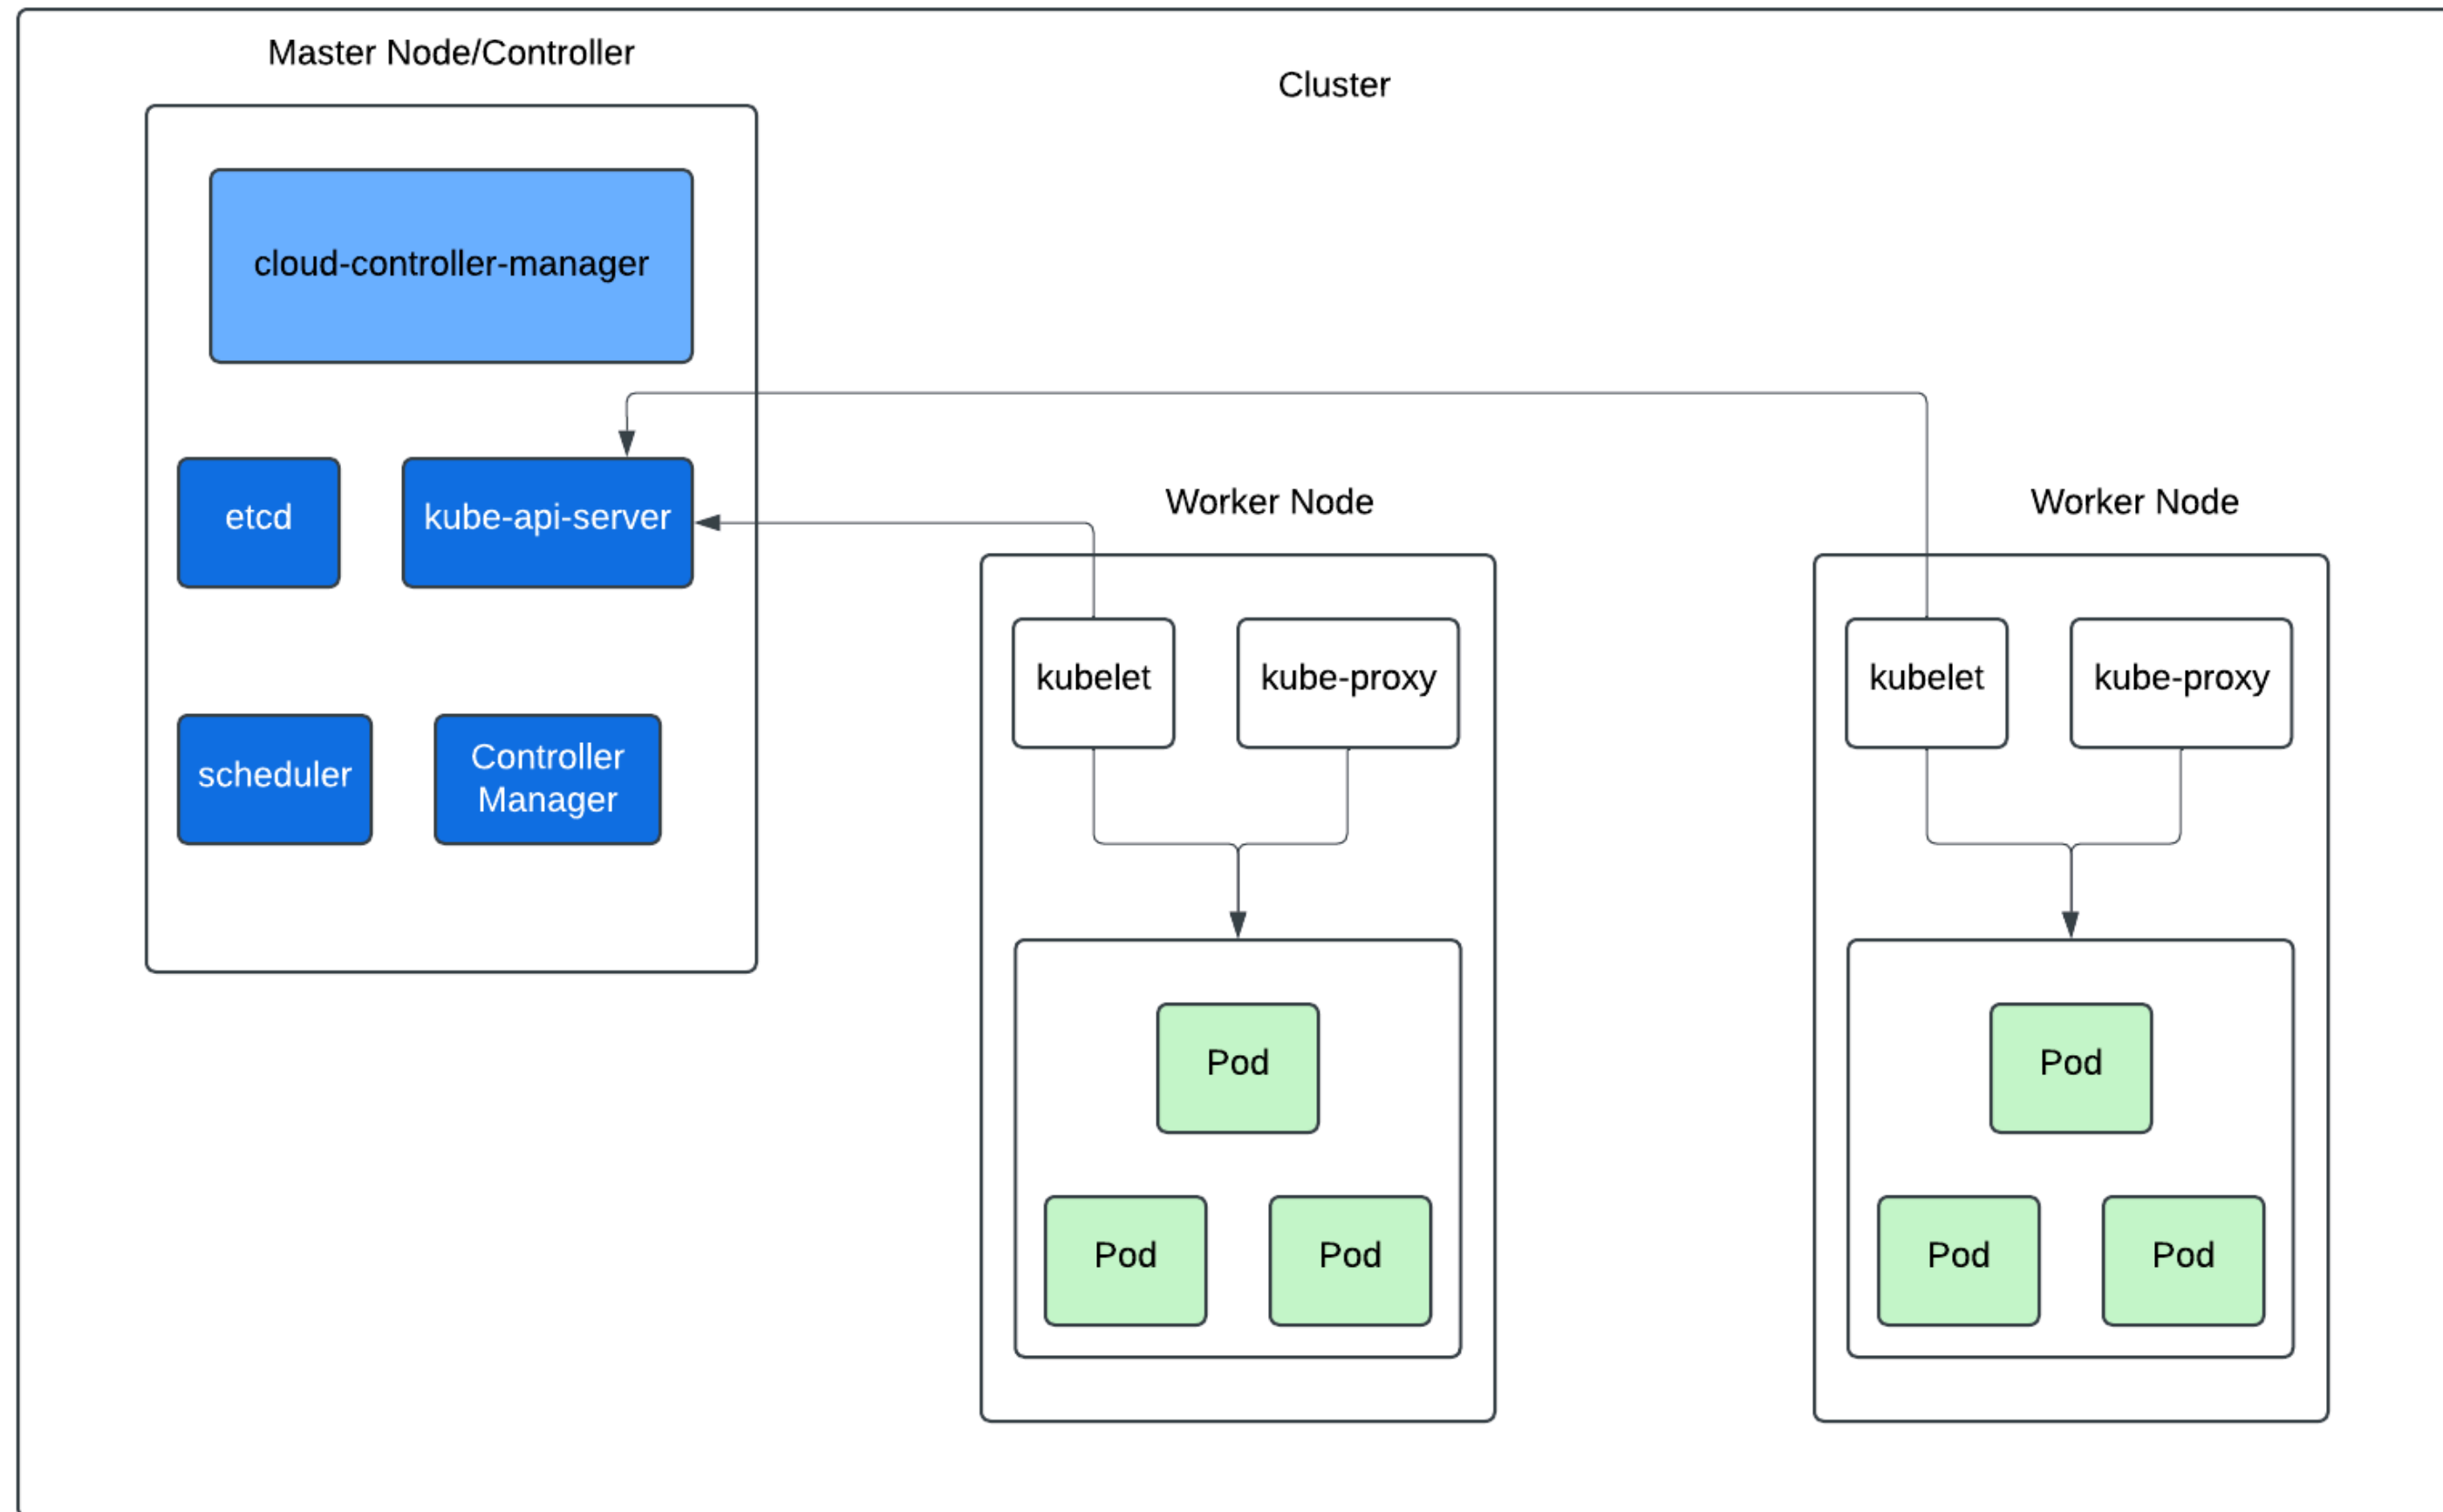 Master Node/Controller
Cluster
cloud-controller-manager
etcd
kube-api-server
scheduler
Controller
Manager
Worker Node
kubelet
kube-proxy
Pod
Pod
Pod
Worker Node
kubelet
kube-proxy
Pod
Pod
Pod